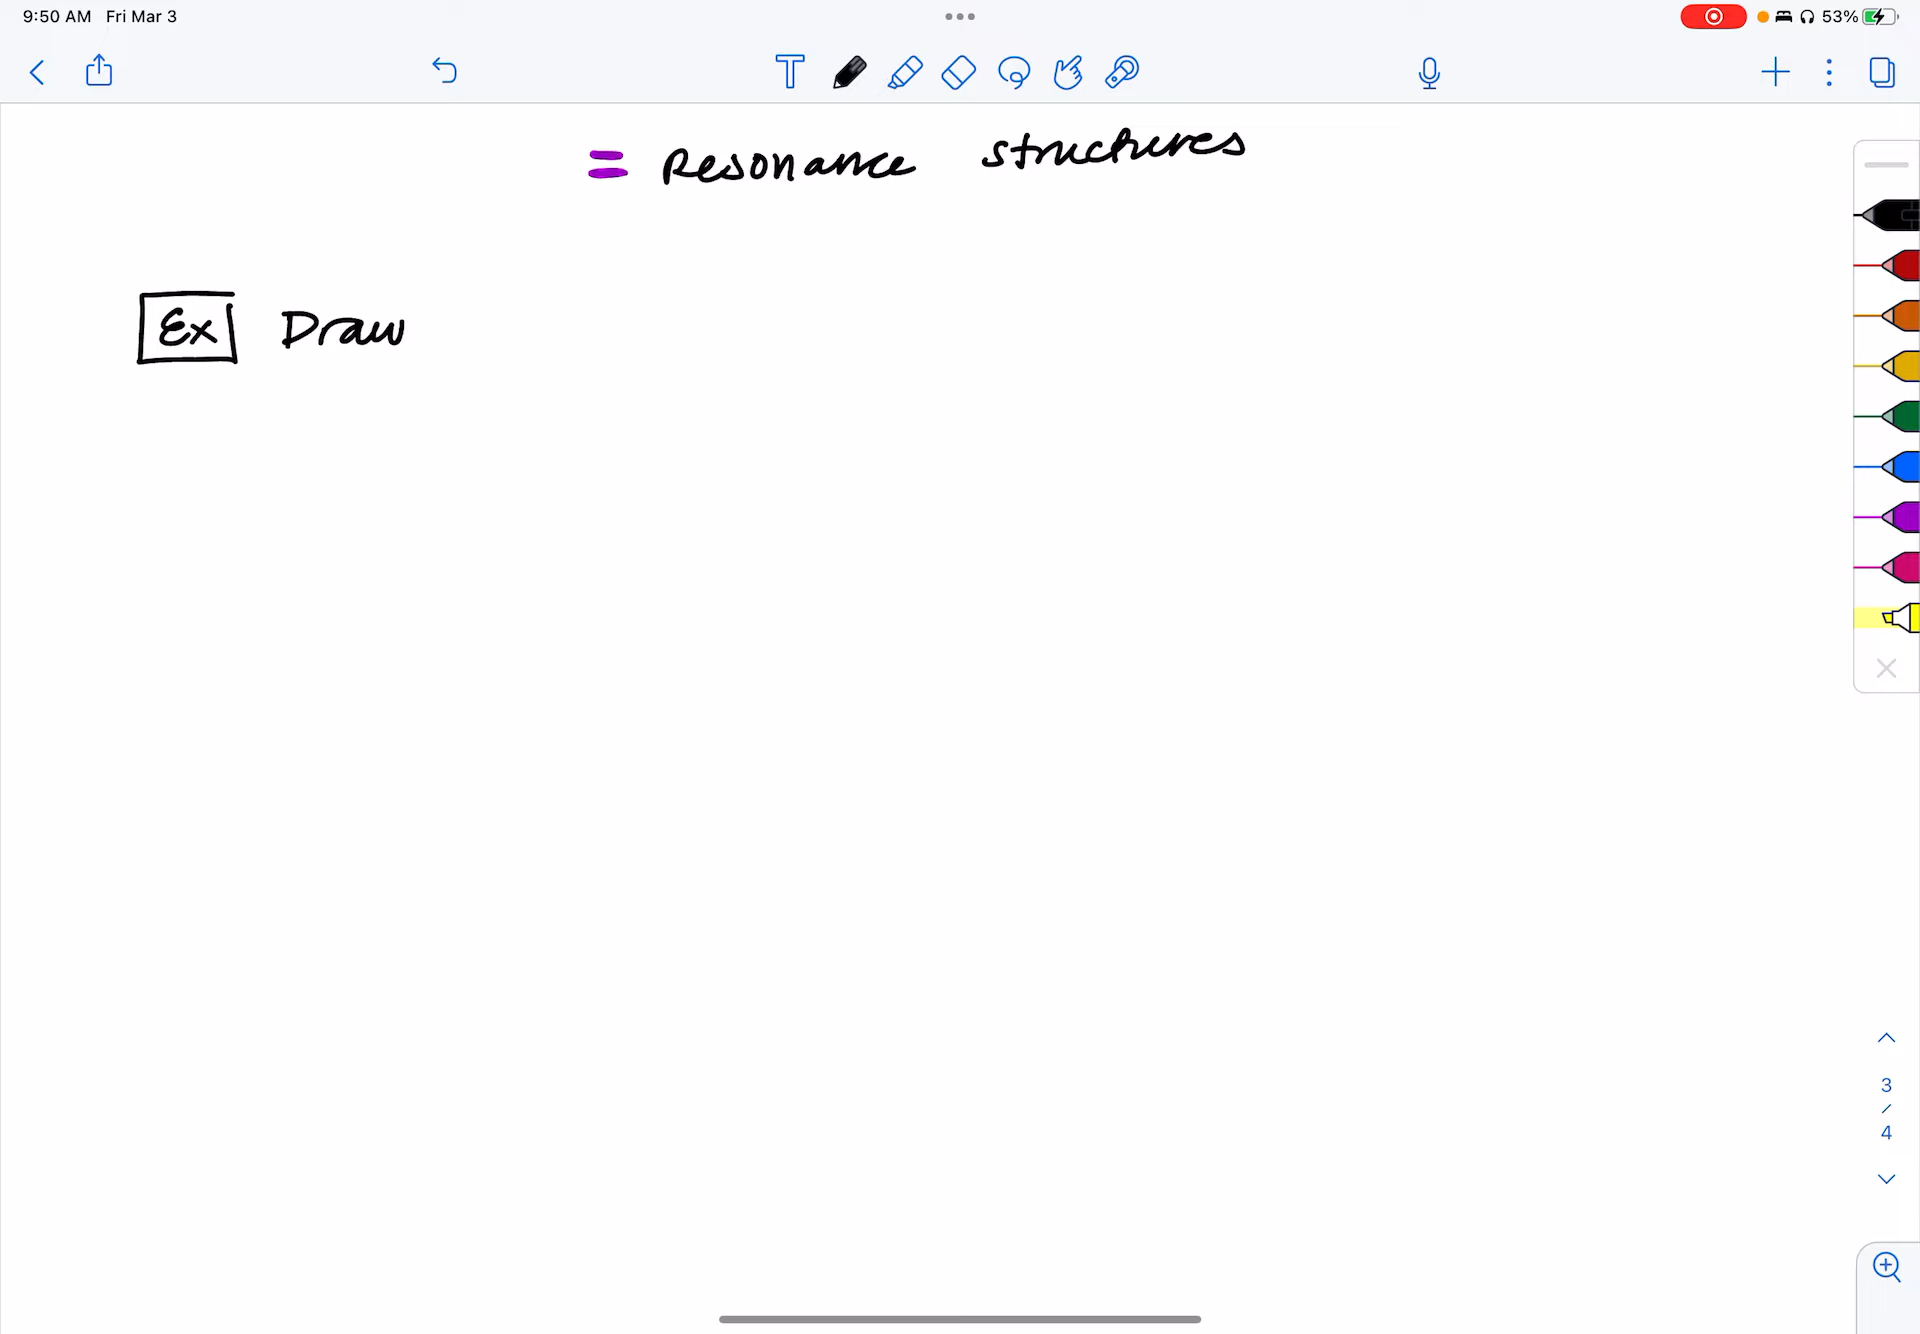 9:50 AM Fri Mar 3
53%
= Resonance structures
Ex Draw
3
/
4